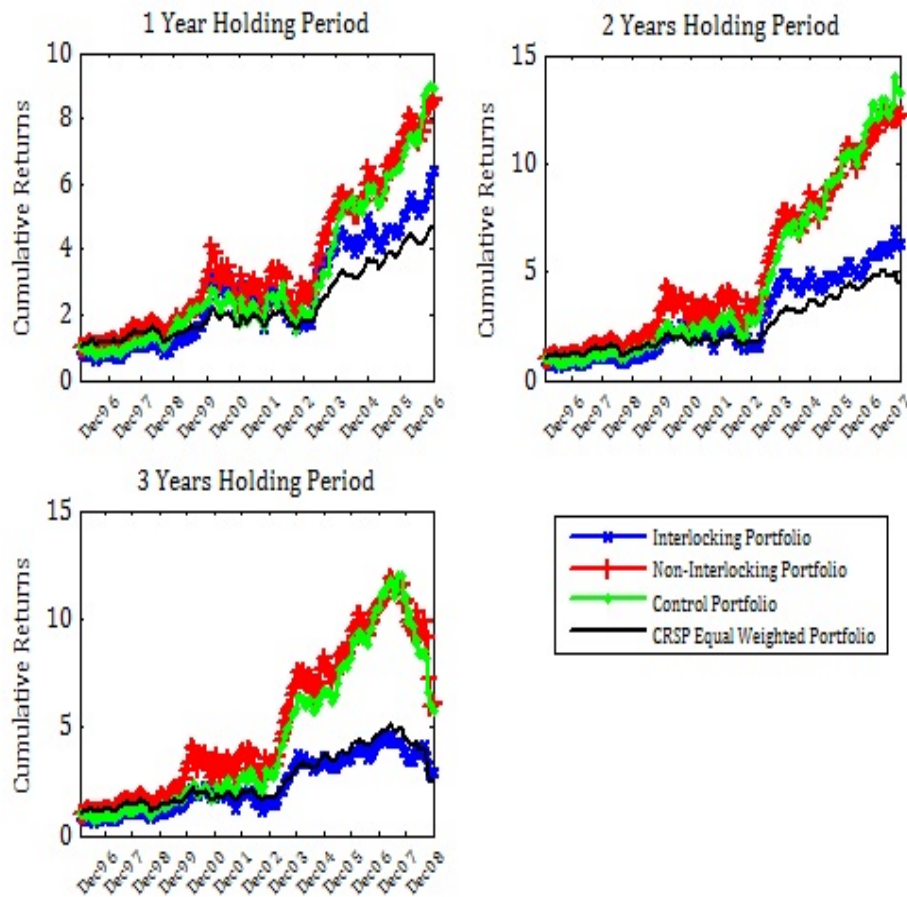 1 Year Holding Period
Cumulative Returns
10
8
6
4
2
0
Dec96
Dec97
Dec98
Dec99
Dec00
Dec01
Dec02
Dec03
Dec04
Dec05
Dec06
2 Years Holding Period
Cumulative Returns
15
10
5
0
Dec96
Dec97
Dec98
Dec99
Dec00
Dec01
Dec02
Dec03
Dec04
Dec05
Dec06
Dec07
3 Years Holding Period
Cumulative Returns
15
10
5
0
Dec96
Dec97
Dec98
Dec99
Dec00
Dec01
Dec02
Dec03
Dec04
Dec05
Dec06
Dec07
Dec08
Interlocking Portfolio
Non-Interlocking Portfolio
Control Portfolio
CRSP Equal Weighted Portfolio